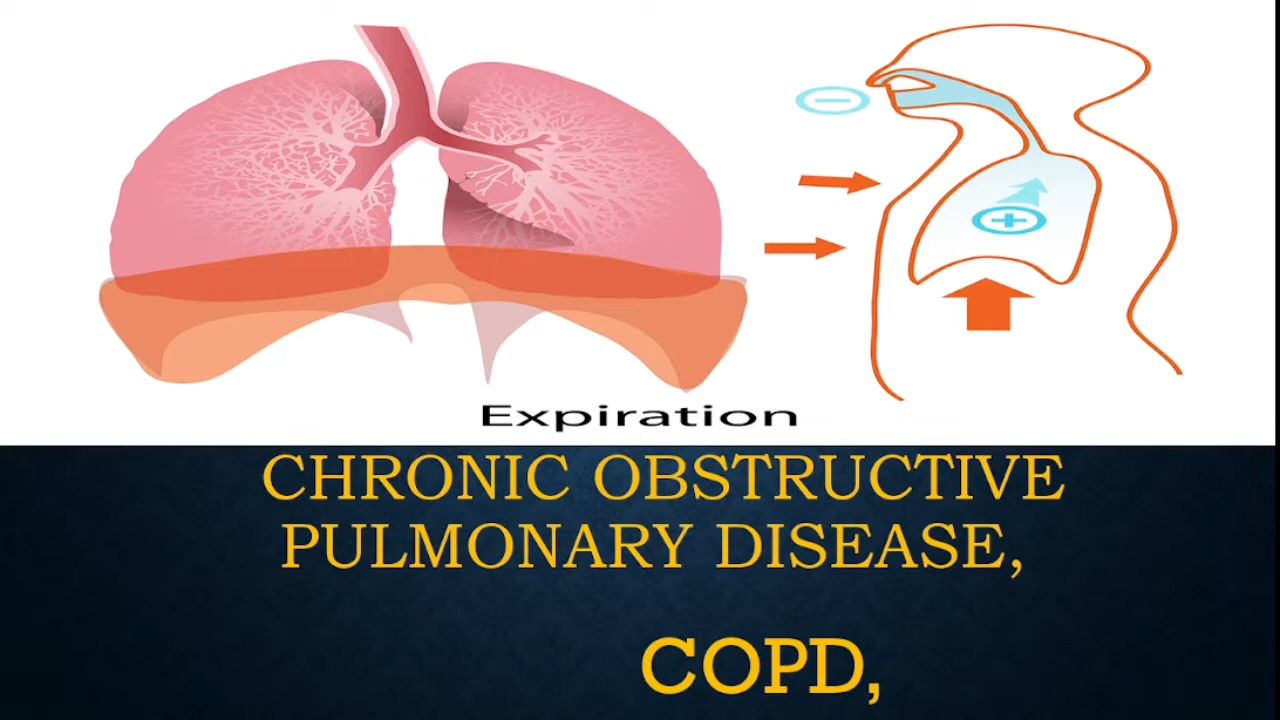 Expiration
CHRONIC OBSTRUCTIVE
PULMONARY DISEASE,
COPD,